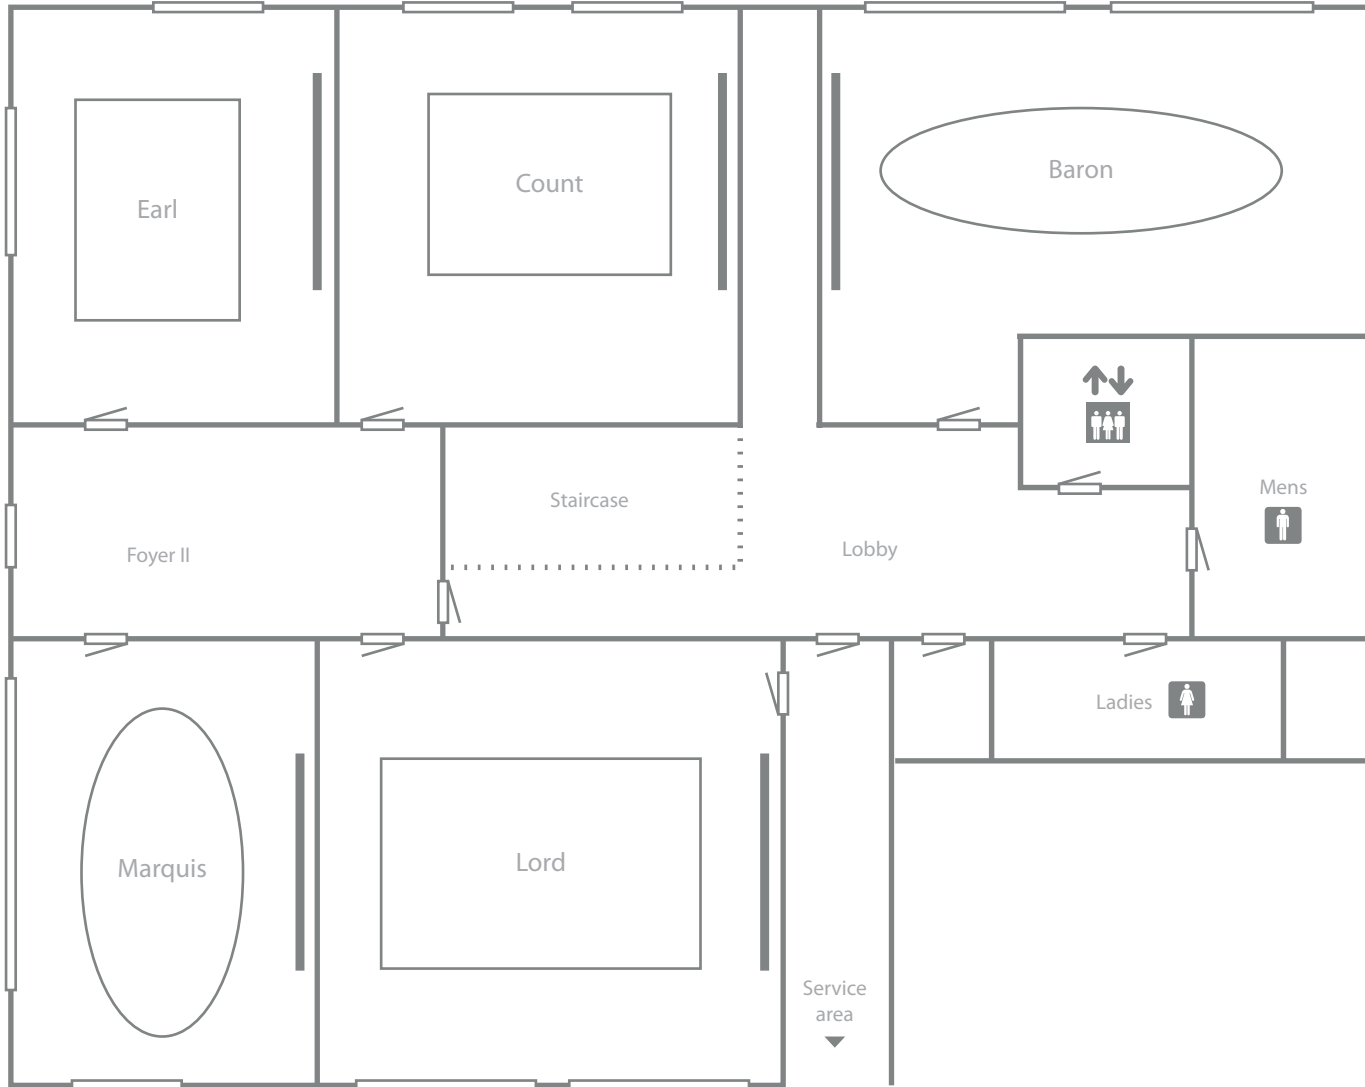 Earl
Count
Baron
Staircase
Mens
Foyer II
Lobby
Ladies
Marquis
Lord
Service
area